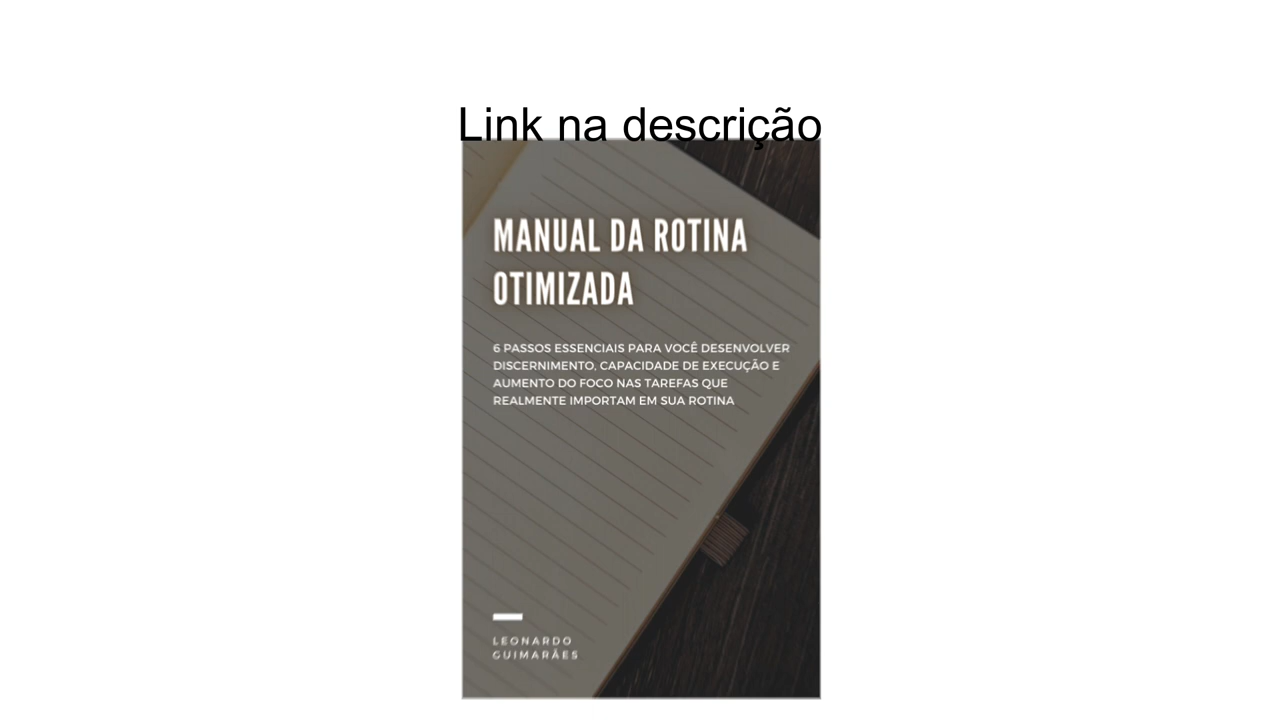 Link na descrição
MANUAL DA ROTINA
OTIMIZADA
6 PASSOS ESSENCIAIS PARA VOCÊ DESENVOLVER
DISCERNIMENTO, CAPACIDADE DE EXECUÇÃO E
AUMENTO DO FOCO NAS TAREFAS QUE
REALMENTE IMPORTAM EM SUA ROTINA
LEONARDO
GUIMARÃES